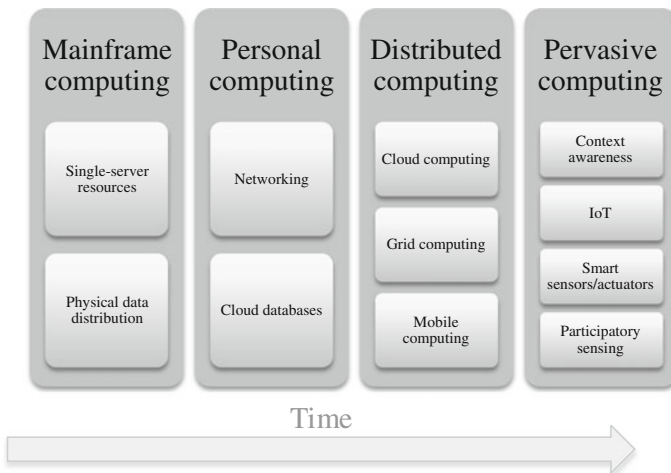 Mainframe
computing
Single-server
resources
Physical data
distribution
Personal
computing
Networking
Cloud databases
Distributed
computing
Cloud computing
Grid computing
Mobile
computing
Pervasive
computing
Context
awareness
IoT
Smart
sensors/actuators
Participatory
sensing
Time